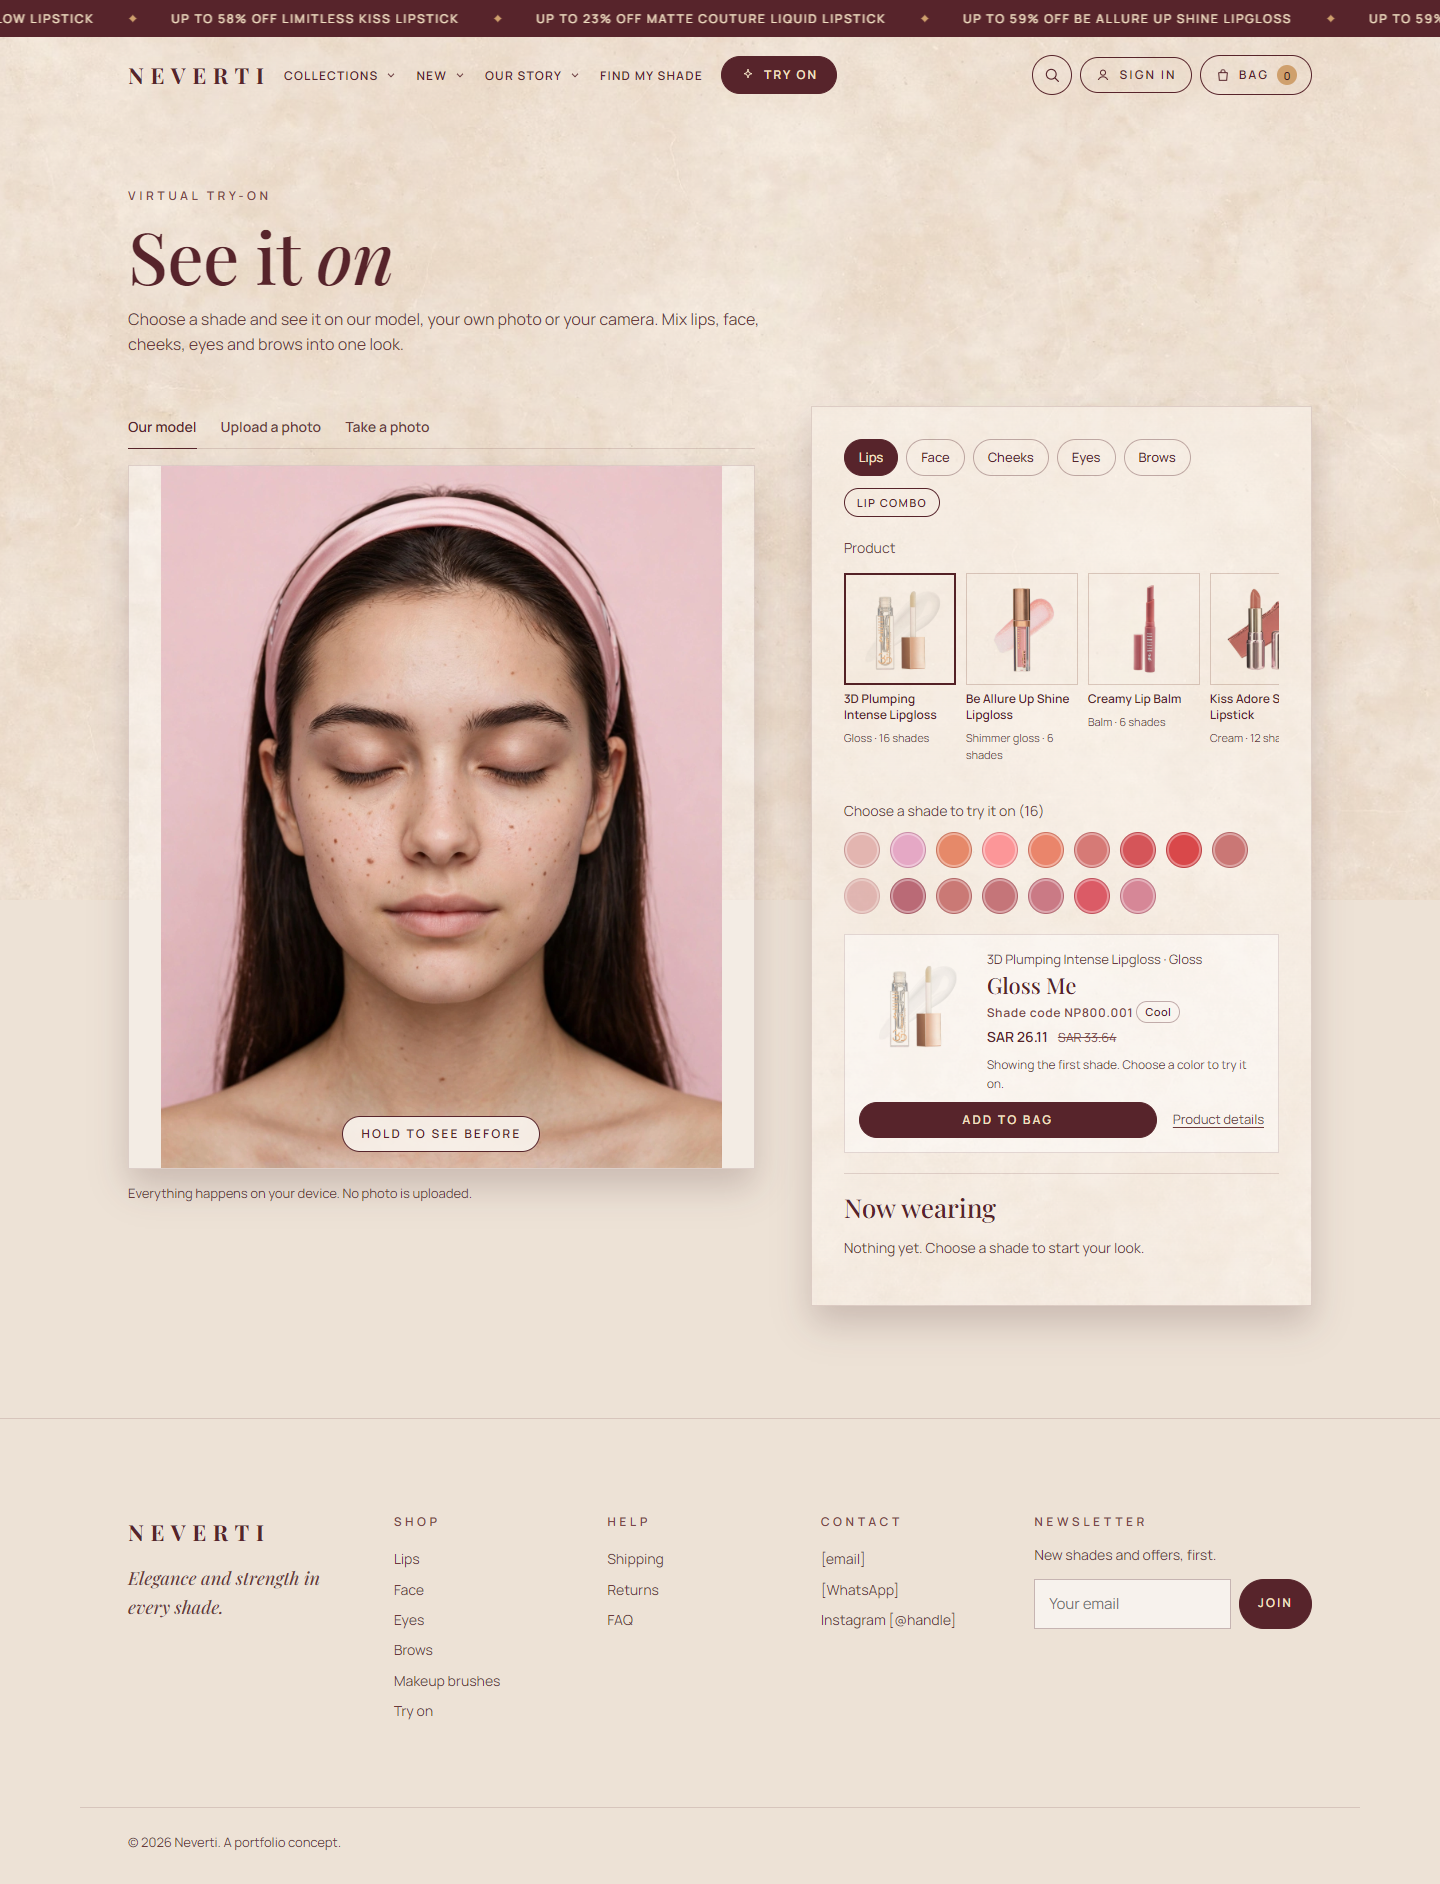 LOW LIPSTICK ◆ UP TO 58% OFF LIMITLESS KISS LIPSTICK ◆ UP TO 23% OFF MATTE COUTURE LIQUID LIPSTICK ◆ UP TO 59% OFF BE ALLURE UP SHINE LIPGLOSS ◆ UP TO 59%
NEVERTI COLLECTIONS NEW OUR STORY FIND MY SHADE TRY ON SIGN IN BAG 0
VIRTUAL TRY-ON
See it on
Choose a shade and see it on our model, your own photo or your camera. Mix lips, face,
cheeks, eyes and brows into one look.
Our model Upload a photo Take a photo
HOLD TO SEE BEFORE
Everything happens on your device. No photo is uploaded.
Lips Face Cheeks Eyes Brows
LIP COMBO
Product
3D Plumping
Intense Lipgloss
Gloss · 16 shades
Be Allure Up Shine
Lipgloss
Shimmer gloss · 6
shades
Creamy Lip Balm
Balm · 6 shades
Kiss Adore S
Lipstick
Cream · 12 sha
Choose a shade to try it on (16)
3D Plumping Intense Lipgloss · Gloss
Gloss Me
Shade code NP800.001 Cool
SAR 26.11 SAR 33.64
Showing the first shade. Choose a color to try it
on.
ADD TO BAG Product details
Now wearing
Nothing yet. Choose a shade to start your look.
NEVERTI
Elegance and strength in
every shade.
SHOP
Lips
Face
Eyes
Brows
Makeup brushes
Try on
HELP
Shipping
Returns
FAQ
CONTACT
[email]
[WhatsApp]
Instagram [@handle]
NEWSLETTER
New shades and offers, first.
Your email JOIN
© 2026 Neverti. A portfolio concept.